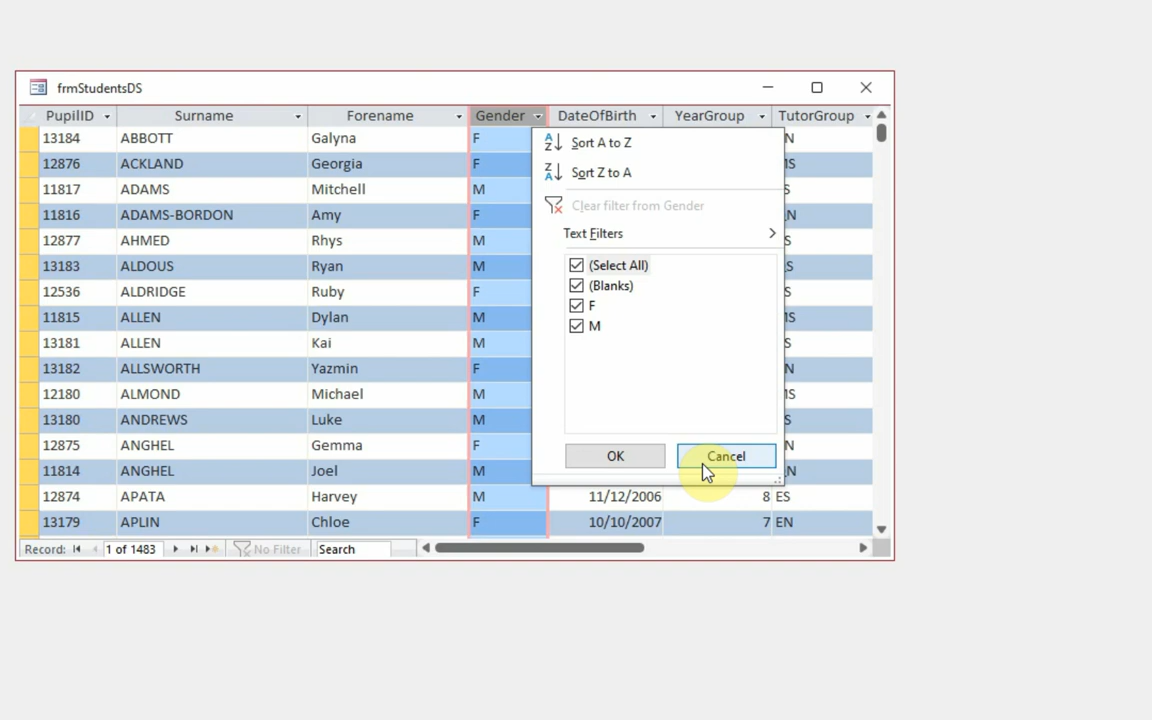 frmStudentsDS
PupilID Surname Forename Gender DateOfBirth YearGroup TutorGroup
13184 ABBOTT Galyna F
12876 ACKLAND Georgia F
11817 ADAMS Mitchell M
11816 ADAMS-BORDON Amy F
12877 AHMED Rhys M
13183 ALDOUS Ryan M
12536 ALDRIDGE Ruby F
11815 ALLEN Dylan M
13181 ALLEN Kai M
13182 ALLSWORTH Yazmin F
12180 ALMOND Michael M
13180 ANDREWS Luke M
12875 ANGHEL Gemma F
11814 ANGHEL Joel M
12874 APATA Harvey M 11/12/2006 8 ES
13179 APLIN Chloe F 10/10/2007 7 EN
Sort A to Z
Sort Z to A
Clear filter from Gender
Text Filters
(Select All)
(Blanks)
F
M
OK Cancel
Record: 1 of 1483 No Filter Search